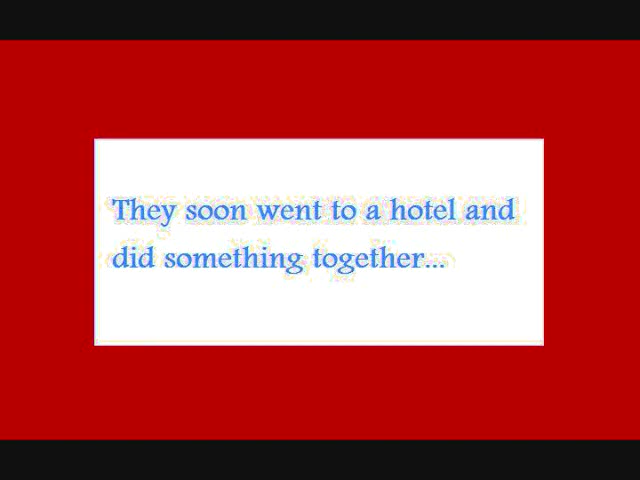 They soon went to a hotel and
did something together...